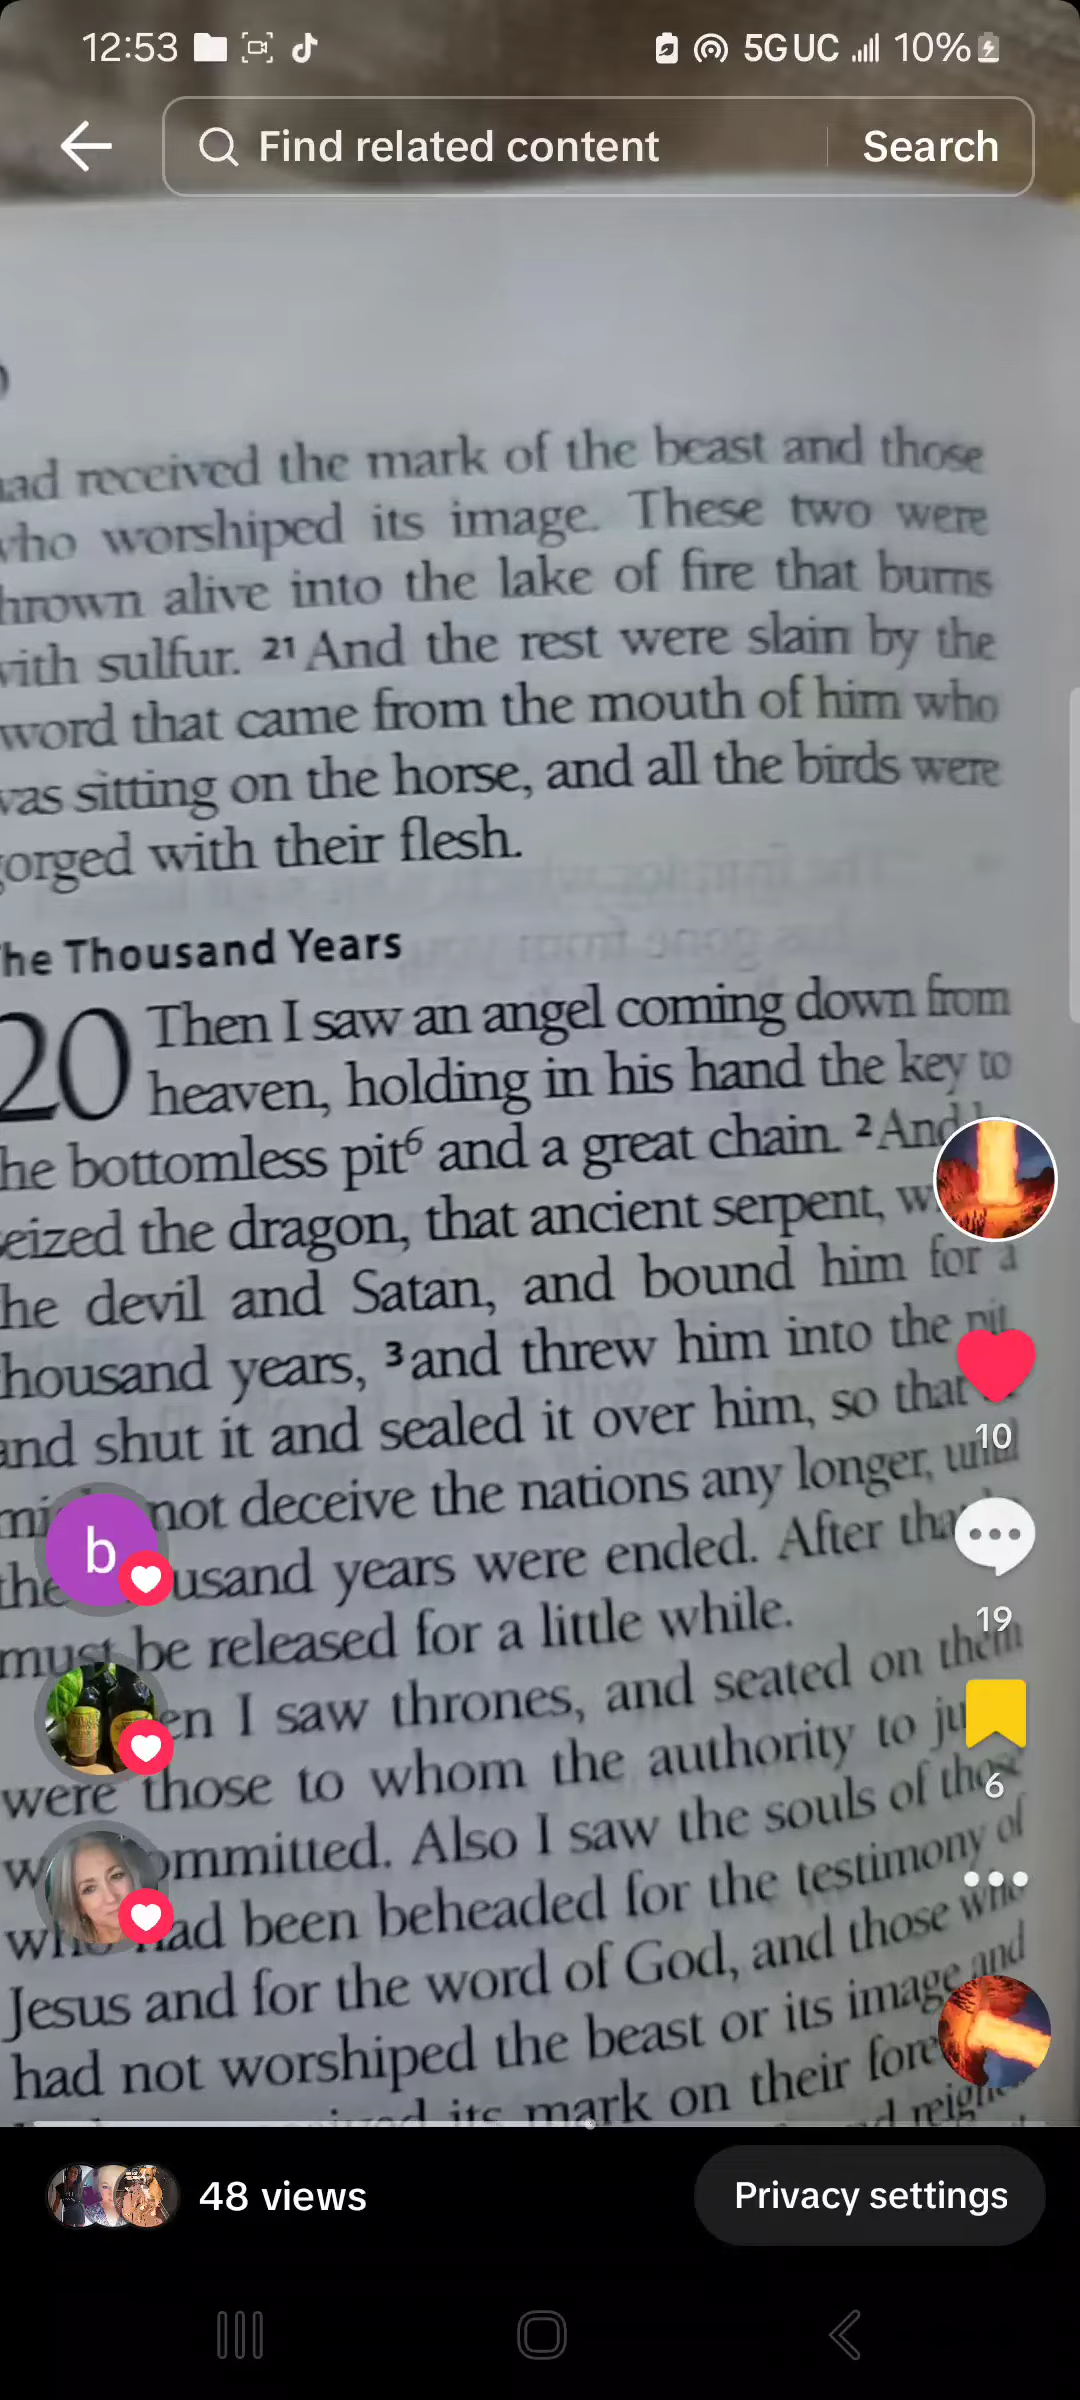 12:53
5G UC
10%
Find related content
Search
ad received the mark of the beast and those
who worshiped its image. These two were
hrown alive into the lake of fire that burns
with sulfur. 21 And the rest were slain by the
word that came from the mouth of him who
was sitting on the horse, and all the birds were
gorged with their flesh.
he Thousand Years
20 Then I saw an angel coming down from
heaven, holding in his hand the key to
he bottomless pit6 and a great chain. 2 And
eized the dragon, that ancient serpent,
he devil and Satan, and bound him for a
housand years, 3 and threw him into the pit,
and shut it and sealed it over him, so that
not deceive the nations any longer, until
the usand years were ended. After tha
must be released for a little while.
en I saw thrones, and seated on them
were those to whom the authority to ju
ommitted. Also I saw the souls of those
who had been beheaded for the testimony of
Jesus and for the word of God, and those who
had not worshiped the beast or its image and
its mark on their fore
reign
b
10
19
6
48 views
Privacy settings